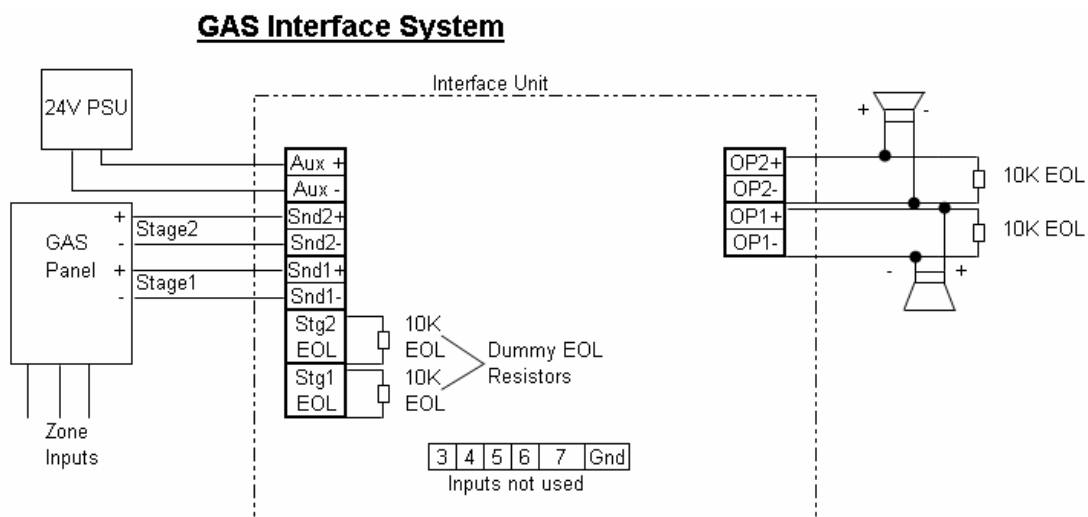 GAS Interface System
Interface Unit
24V PSU
Aux +
Aux -
Snd2+
Snd2-
Snd1+
Snd1-
Stg2
EOL
Stg1
EOL
GAS
Panel
+
-
+
-
Stage2
Stage1
Zone
Inputs
10K
EOL
10K
EOL
Dummy EOL
Resistors
3 4 5 6 7 Gnd
Inputs not used
OP2+
OP2-
OP1+
OP1-
+ -
10K EOL
10K EOL
- +